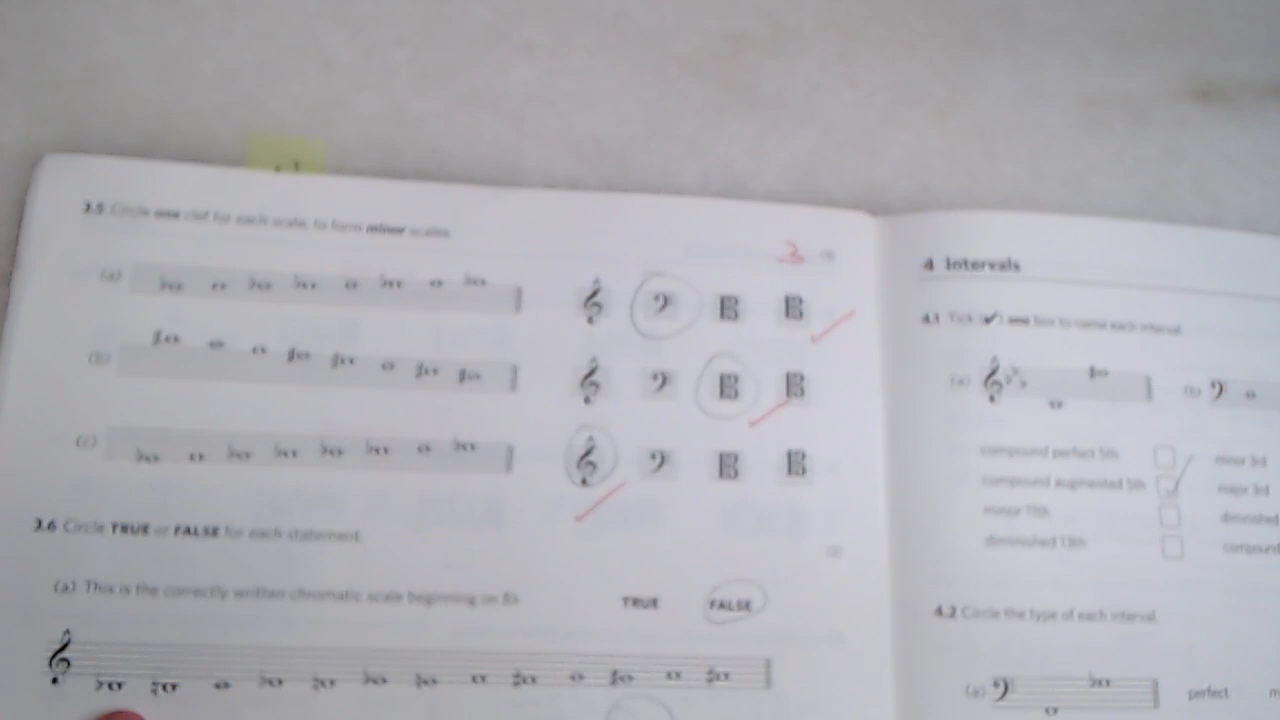 3.5 Circle one clef for each scale, to form minor scales.
3
(a)
(b)
(c)
3.6 Circle TRUE or FALSE for each statement.
(a) This is the correctly written chromatic scale beginning on B♭ TRUE FALSE
4 Intervals
4.1 Tick (✔) one box to name each interval.
(a) (b)
compound perfect 5th minor 3rd
compound augmented 5th major 3rd
minor 11th diminished
diminished 13th compound
4.2 Circle the type of each interval.
(a) perfect m